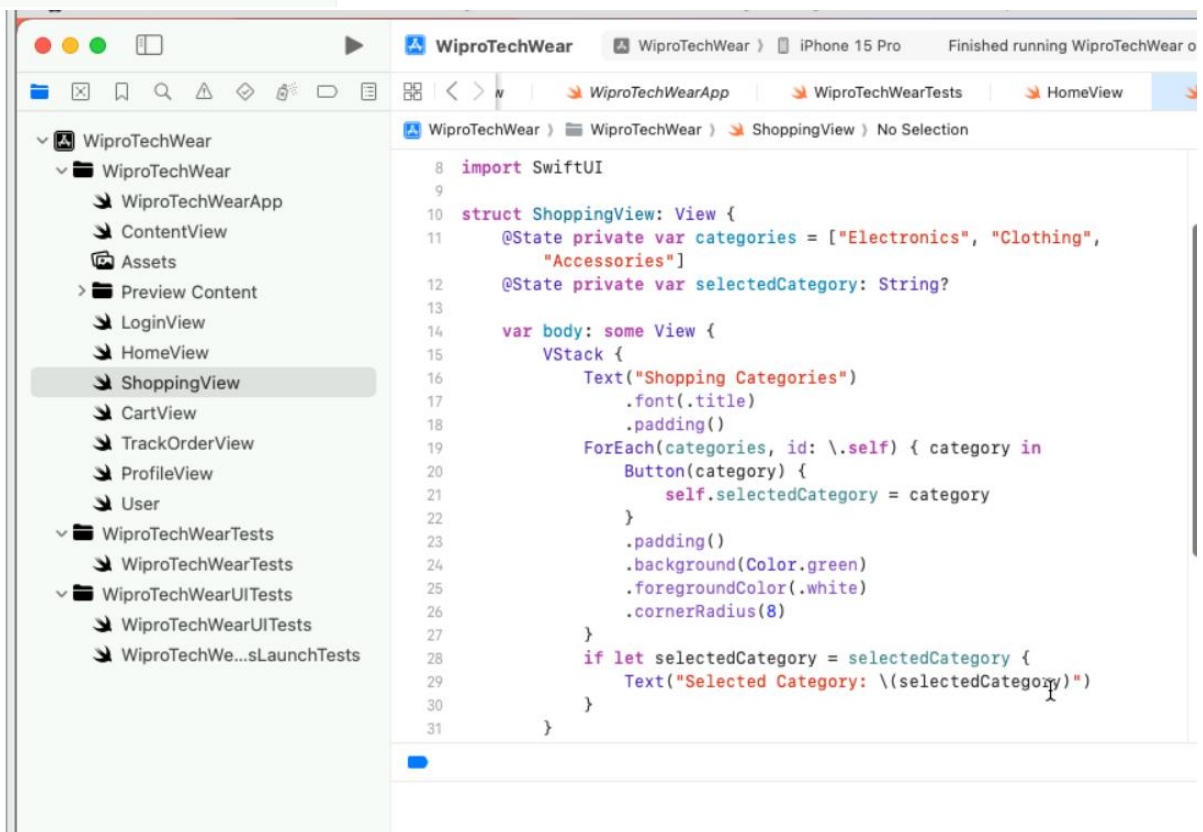 WiproTechWear
WiproTechWear ⟩ iPhone 15 Pro
Finished running WiproTechWear o
WiproTechWearApp
WiproTechWearTests
HomeView
WiproTechWear ⟩ WiproTechWear ⟩ ShoppingView ⟩ No Selection
WiproTechWear
WiproTechWear
WiproTechWearApp
ContentView
Assets
Preview Content
LoginView
HomeView
ShoppingView
CartView
TrackOrderView
ProfileView
User
WiproTechWearTests
WiproTechWearTests
WiproTechWearUITests
WiproTechWearUITests
WiproTechWe...sLaunchTests
8 import SwiftUI
9
10 struct ShoppingView: View {
11 @State private var categories = ["Electronics", "Clothing",
"Accessories"]
12 @State private var selectedCategory: String?
13
14 var body: some View {
15 VStack {
16 Text("Shopping Categories")
17 .font(.title)
18 .padding()
19 ForEach(categories, id: \.self) { category in
20 Button(category) {
21 self.selectedCategory = category
22 }
23 .padding()
24 .background(Color.green)
25 .foregroundColor(.white)
26 .cornerRadius(8)
27 }
28 if let selectedCategory = selectedCategory {
29 Text("Selected Category: \(selectedCategory)")
30 }
31 }